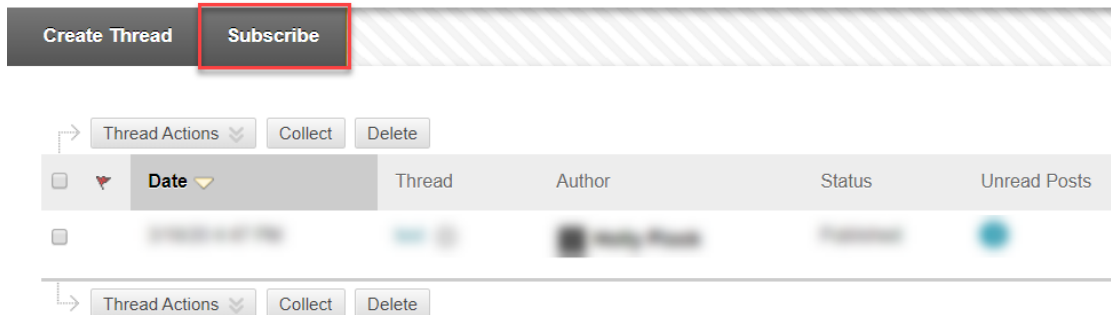 Create Thread Subscribe
Thread Actions Collect Delete
Date Thread Author Status Unread Posts
Thread Actions Collect Delete